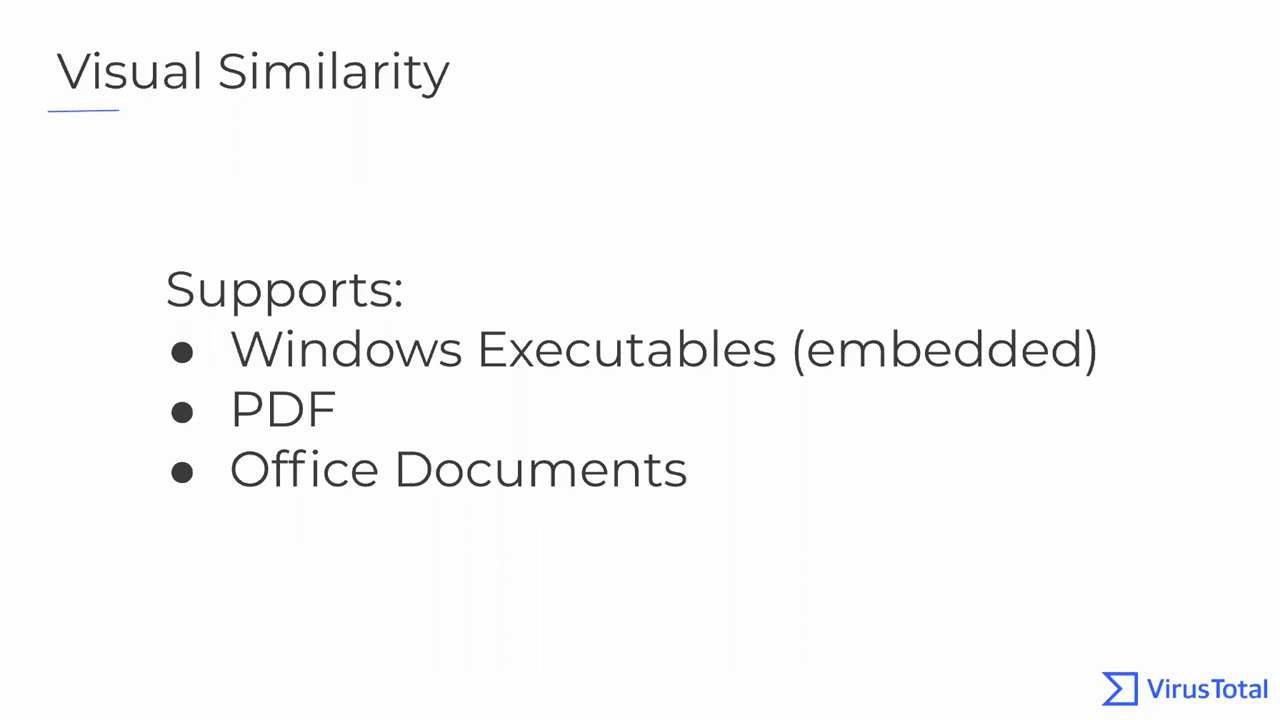 Visual Similarity
Supports:
● Windows Executables (embedded)
● PDF
● Office Documents
VirusTotal